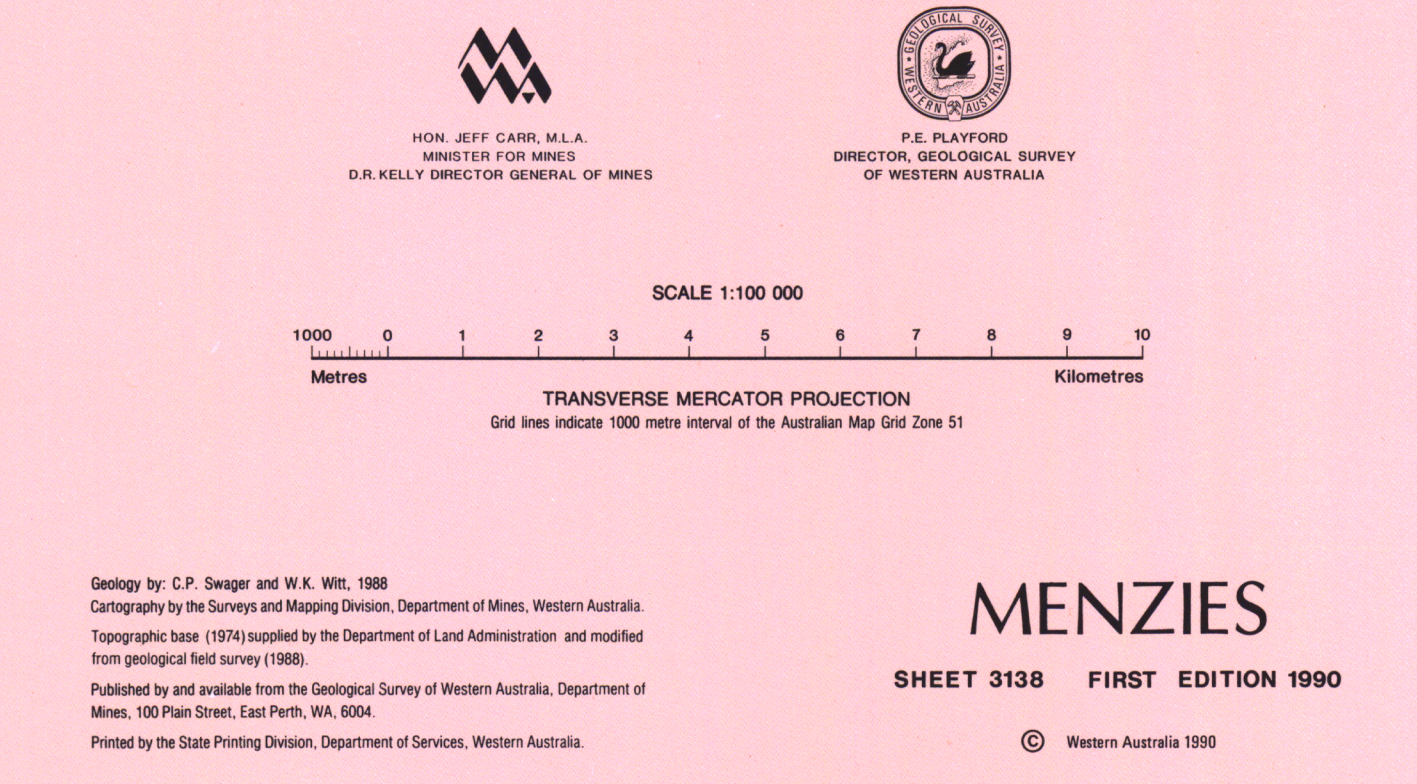 GEOLOGICAL SURVEY
WESTERN AUSTRALIA
HON. JEFF CARR, M.L.A.
MINISTER FOR MINES
D.R. KELLY DIRECTOR GENERAL OF MINES
P.E. PLAYFORD
DIRECTOR, GEOLOGICAL SURVEY
OF WESTERN AUSTRALIA
SCALE 1:100 000
1000 0 1 2 3 4 5 6 7 8 9 10
Metres Kilometres
TRANSVERSE MERCATOR PROJECTION
Grid lines indicate 1000 metre interval of the Australian Map Grid Zone 51
Geology by: C.P. Swager and W.K. Witt, 1988
Cartography by the Surveys and Mapping Division, Department of Mines, Western Australia.
Topographic base (1974) supplied by the Department of Land Administration and modified
from geological field survey (1988).
Published by and available from the Geological Survey of Western Australia, Department of
Mines, 100 Plain Street, East Perth, WA, 6004.
Printed by the State Printing Division, Department of Services, Western Australia.
MENZIES
SHEET 3138 FIRST EDITION 1990
© Western Australia 1990